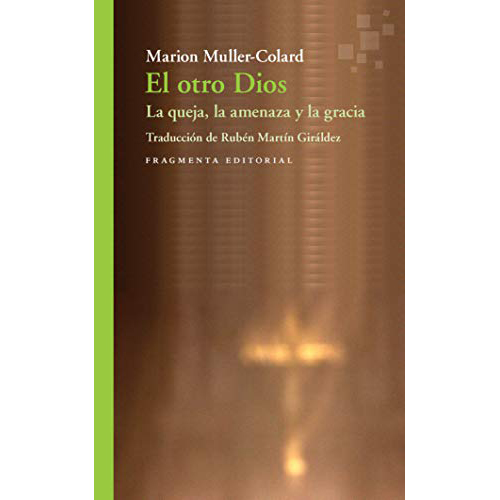 Marion Muller-Colard
El otro Dios
La queja, la amenaza y la gracia
Traducción de Rubén Martín Giráldez
FRAGMENTA EDITORIAL